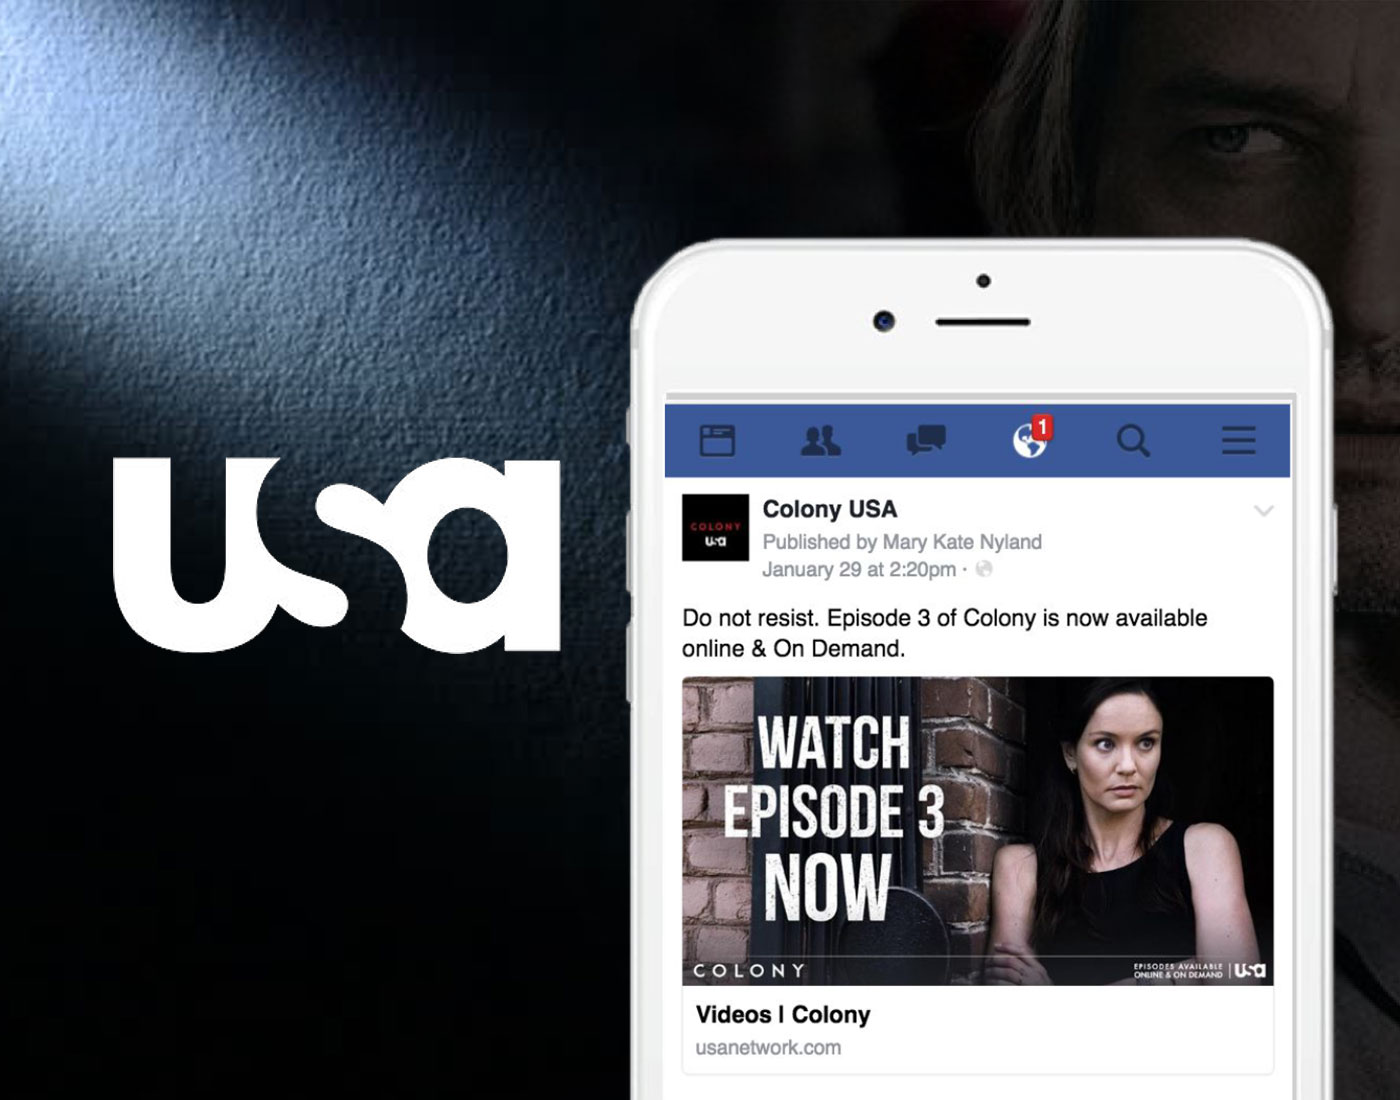 usa
1
Colony USA
Published by Mary Kate Nyland
January 29 at 2:20pm ·
COLONY
usa
Do not resist. Episode 3 of Colony is now available
online & On Demand.
WATCH
EPISODE 3
NOW
COLONY
EPISODES AVAILABLE
ONLINE & ON DEMAND
usa
Videos | Colony
usanetwork.com